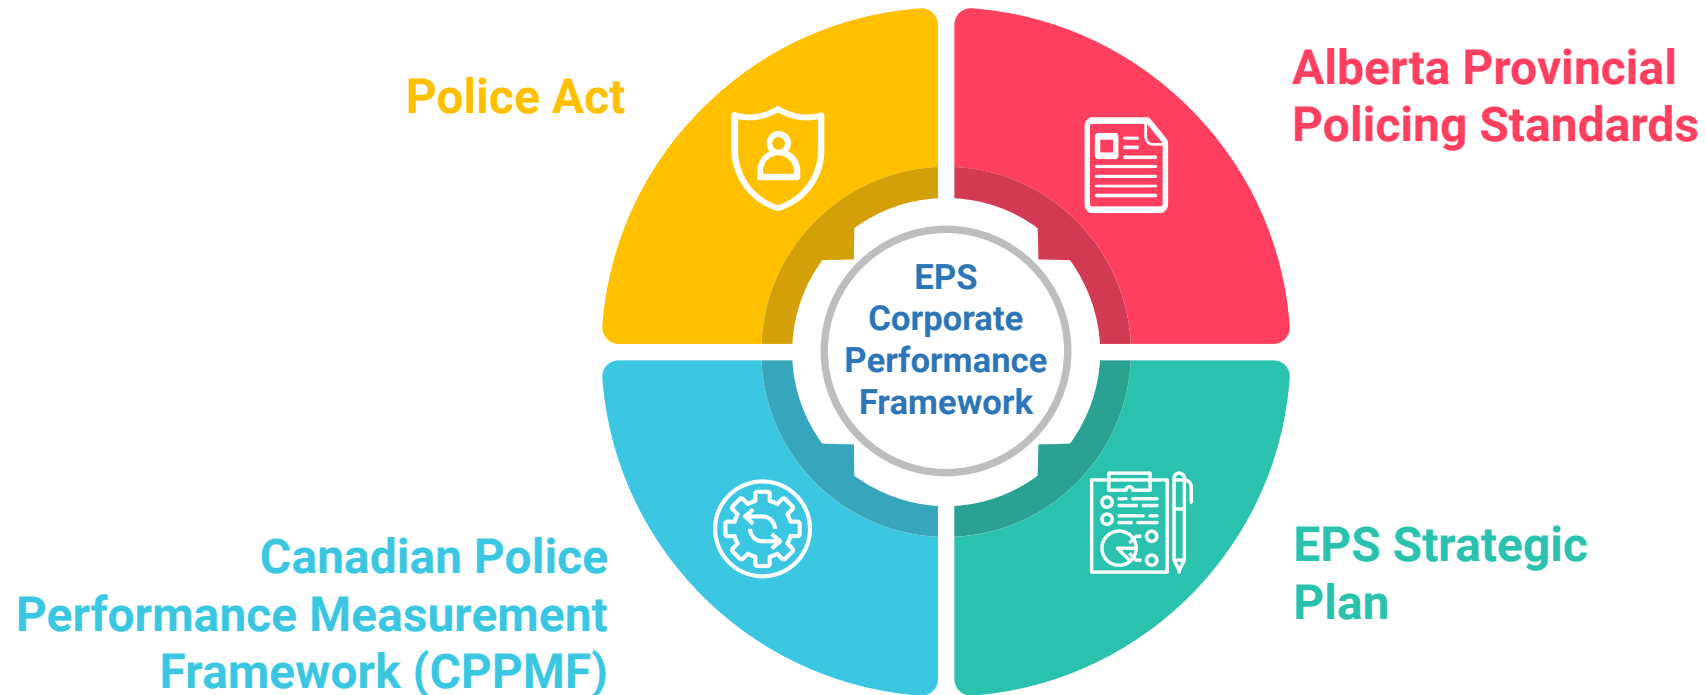 Police Act
Alberta Provincial
Policing Standards
EPS
Corporate
Performance
Framework
Canadian Police
Performance Measurement
Framework (CPPMF)
EPS Strategic
Plan